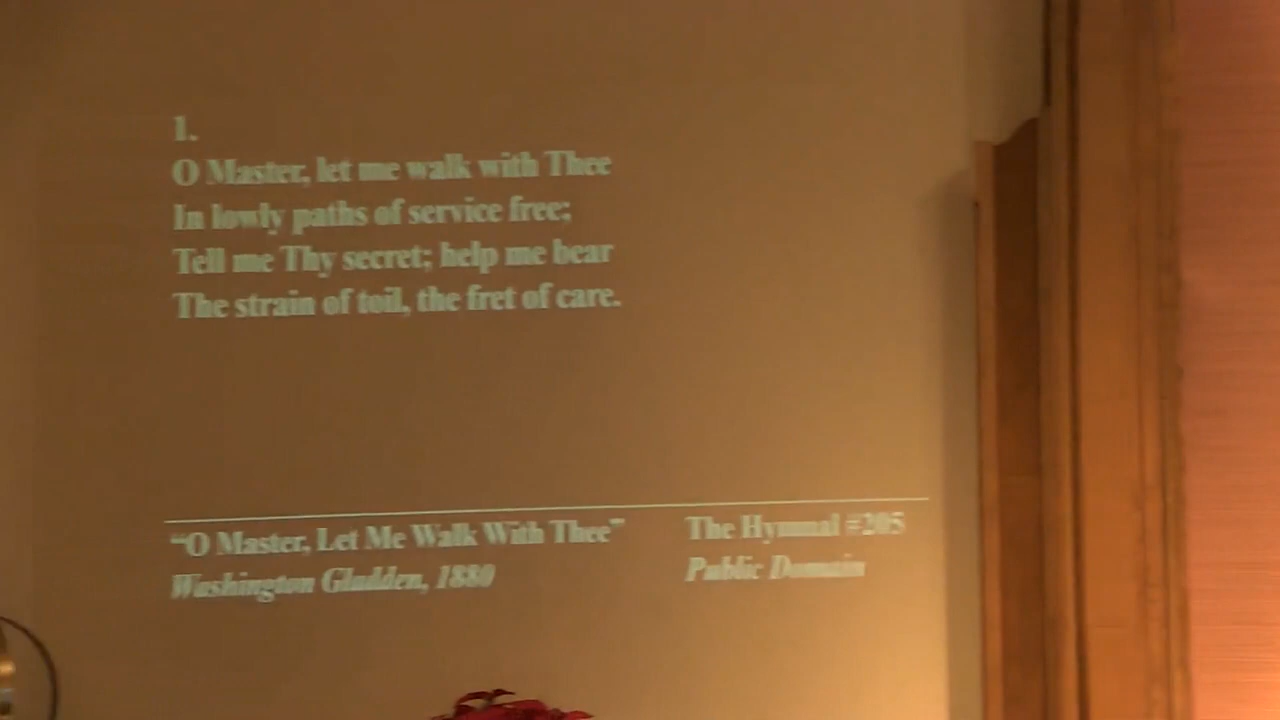 1.
O Master, let me walk with Thee
In lowly paths of service free;
Tell me Thy secret; help me bear
The strain of toil, the fret of care.
“O Master, Let Me Walk With Thee”
Washington Gladden, 1880
The Hymnal #205
Public Domain